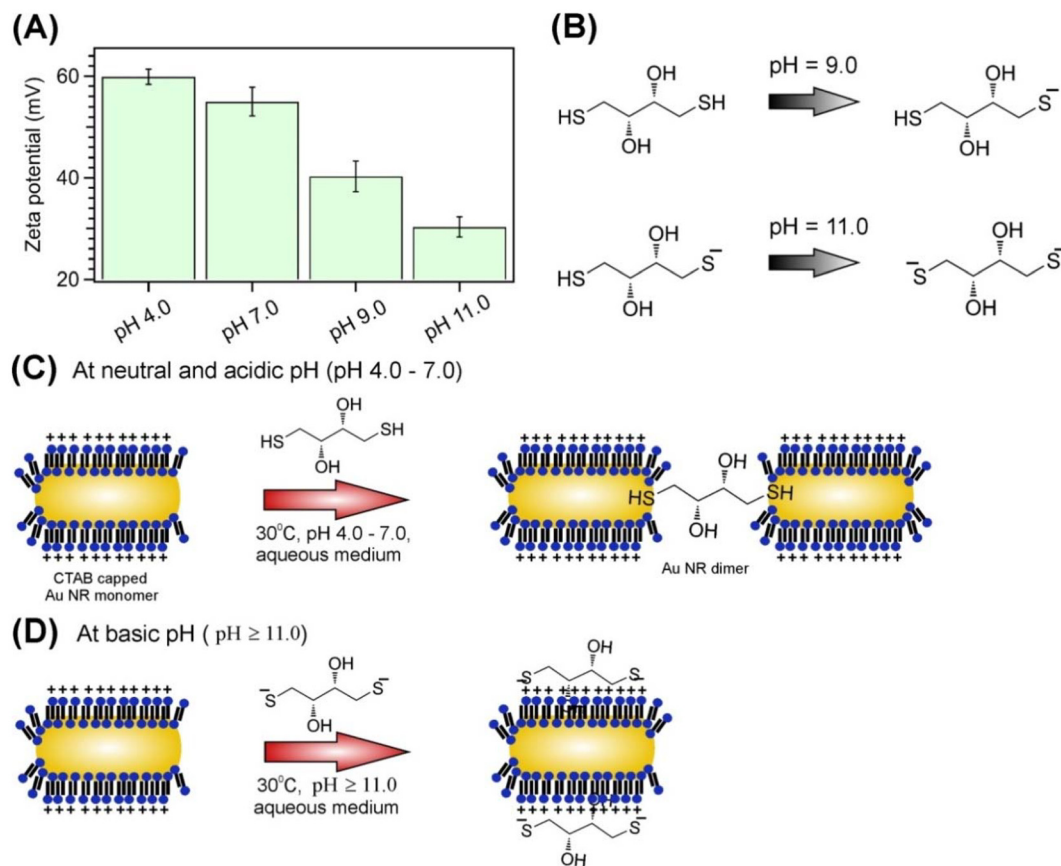 (A)
Zeta potential (mV)
60
40
20
pH 4.0
pH 7.0
pH 9.0
pH 11.0
(B)
OH
HS
SH
OH
pH = 9.0
OH
HS
S−
OH
OH
HS
S−
OH
pH = 11.0
OH
−S
S−
OH
(C) At neutral and acidic pH (pH 4.0 - 7.0)
+++ +++ ++ +++++
+++ +++ ++ +++++
CTAB capped
Au NR monomer
OH
HS
SH
OH
30⁰C, pH 4.0 - 7.0,
aqueous medium
OH
HS
SH
OH
Au NR dimer
(D) At basic pH ( pH ≥ 11.0)
OH
−S
S−
OH
30⁰C, pH ≥ 11.0
aqueous medium
OH
−S
S−
−S
S−
OH